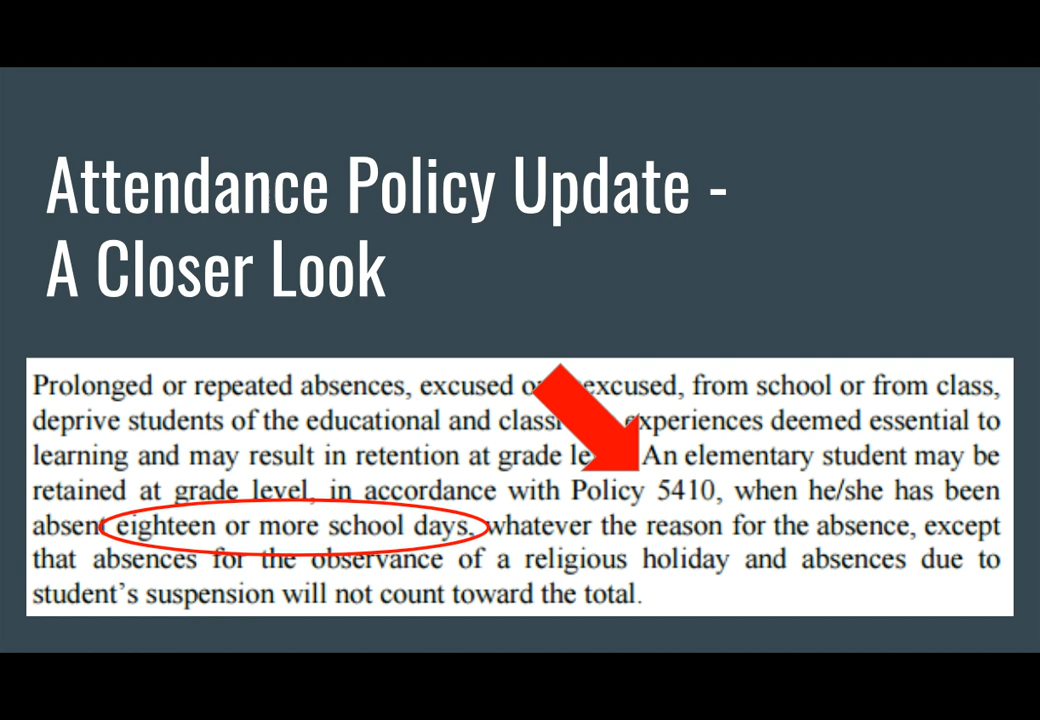 Attendance Policy Update -
A Closer Look
Prolonged or repeated absences, excused or excused, from school or from class,
deprive students of the educational and experiences deemed essential to
learning and may result in retention at grade An elementary student may be
retained at grade level, in accordance with Policy 5410, when he/she has been
absent eighteen or more school days, whatever the reason for the absence, except
that absences for the observance of a religious holiday and absences due to
student's suspension will not count toward the total.